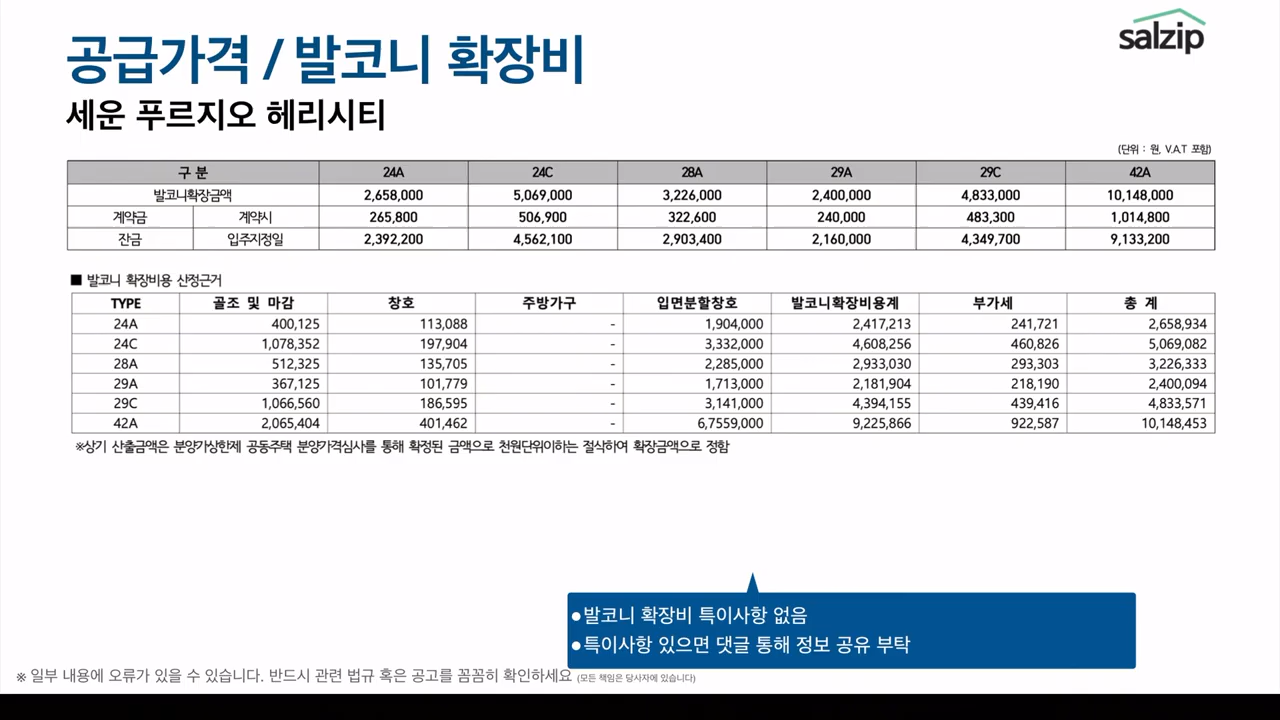 salzip
공급가격 / 발코니 확장비
세운 푸르지오 헤리시티
(단위 : 원, V.A.T 포함)
구 분 24A 24C 28A 29A 29C 42A
발코니확장금액 2,658,000 5,069,000 3,226,000 2,400,000 4,833,000 10,148,000
계약금 계약시 265,800 506,900 322,600 240,000 483,300 1,014,800
잔금 입주지정일 2,392,200 4,562,100 2,903,400 2,160,000 4,349,700 9,133,200
■ 발코니 확장비용 산정근거
TYPE 골조 및 마감 창호 주방가구 입면분할창호 발코니확장비용계 부가세 총 계
24A 400,125 113,088 - 1,904,000 2,417,213 241,721 2,658,934
24C 1,078,352 197,904 - 3,332,000 4,608,256 460,826 5,069,082
28A 512,325 135,705 - 2,285,000 2,933,030 293,303 3,226,333
29A 367,125 101,779 - 1,713,000 2,181,904 218,190 2,400,094
29C 1,066,560 186,595 - 3,141,000 4,394,155 439,416 4,833,571
42A 2,065,404 401,462 - 6,7559,000 9,225,866 922,587 10,148,453
※상기 산출금액은 분양가상한제 공동주택 분양가격심사를 통해 확정된 금액으로 천원단위이하는 절식하여 확장금액으로 정함
●발코니 확장비 특이사항 없음
●특이사항 있으면 댓글 통해 정보 공유 부탁
※ 일부 내용에 오류가 있을 수 있습니다. 반드시 관련 법규 혹은 공고를 꼼꼼히 확인하세요 (모든 책임은 당사자에 있습니다)